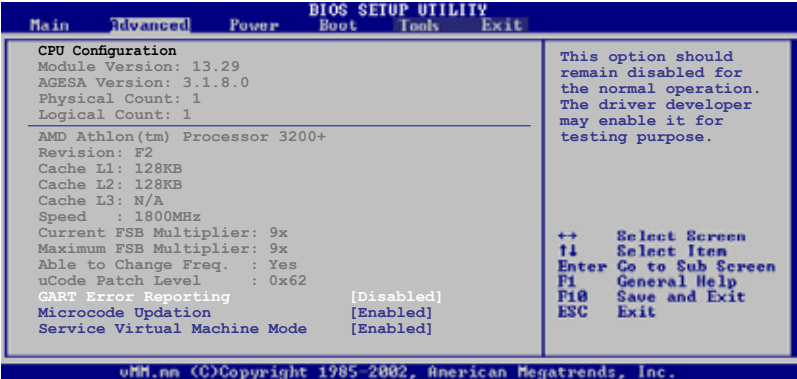 BIOS SETUP UTILITY
Main Advanced Power Boot Tools Exit
CPU Configuration
Module Version: 13.29
AGESA Version: 3.1.8.0
Physical Count: 1
Logical Count: 1
AMD Athlon(tm) Processor 3200+
Revision: F2
Cache L1: 128KB
Cache L2: 128KB
Cache L3: N/A
Speed : 1800MHz
Current FSB Multiplier: 9x
Maximum FSB Multiplier: 9x
Able to Change Freq. : Yes
uCode Patch Level : 0x62
GART Error Reporting [Disabled]
Microcode Updation [Enabled]
Service Virtual Machine Mode [Enabled]
This option should
remain disabled for
the normal operation.
The driver developer
may enable it for
testing purpose.
↔ Select Screen
↑↓ Select Item
Enter Go to Sub Screen
F1 General Help
F10 Save and Exit
ESC Exit
vMM.mm (C)Copyright 1985-2002, American Megatrends, Inc.